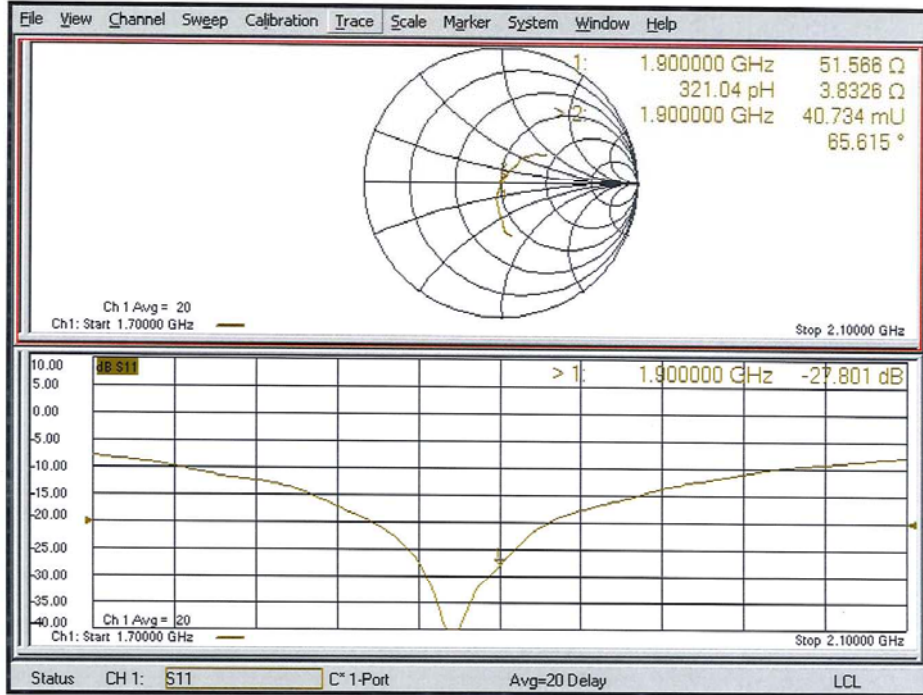 File View Channel Sweep Calibration Trace Scale Marker System Window Help
1: 1.900000 GHz 51.566 Ω
321.04 pH 3.8326 Ω
> 2: 1.900000 GHz 40.734 mU
65.615 °
Ch 1 Avg = 20
Ch1: Start 1.70000 GHz
Stop 2.10000 GHz
dB S11
> 1: 1.900000 GHz -27.801 dB
10.00
5.00
0.00
-5.00
-10.00
-15.00
-20.00
-25.00
-30.00
-35.00
-40.00
Ch 1 Avg = 20
Ch1: Start 1.70000 GHz
Stop 2.10000 GHz
Status CH 1: S11 C* 1-Port Avg=20 Delay LCL